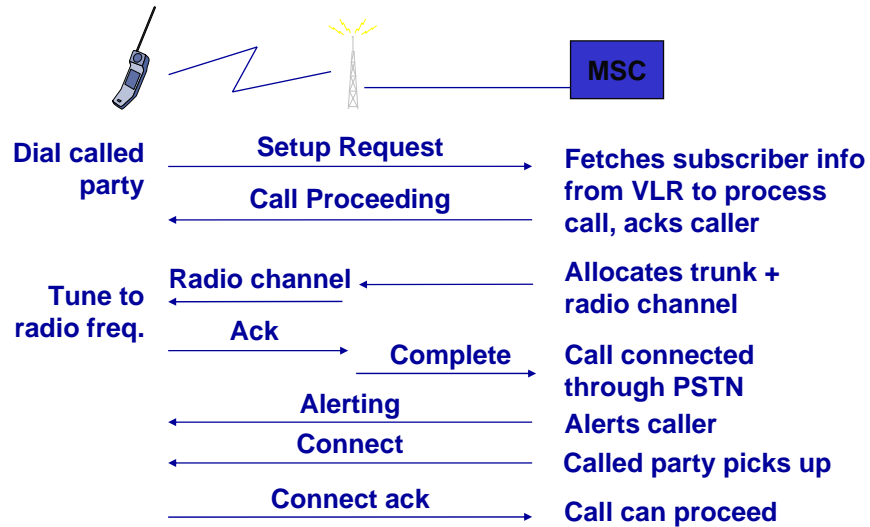 MSC
Dial called
party
Setup Request
Fetches subscriber info
from VLR to process
call, acks caller
Call Proceeding
Radio channel
Allocates trunk +
radio channel
Tune to
radio freq.
Ack
Complete
Call connected
through PSTN
Alerting
Alerts caller
Connect
Called party picks up
Connect ack
Call can proceed